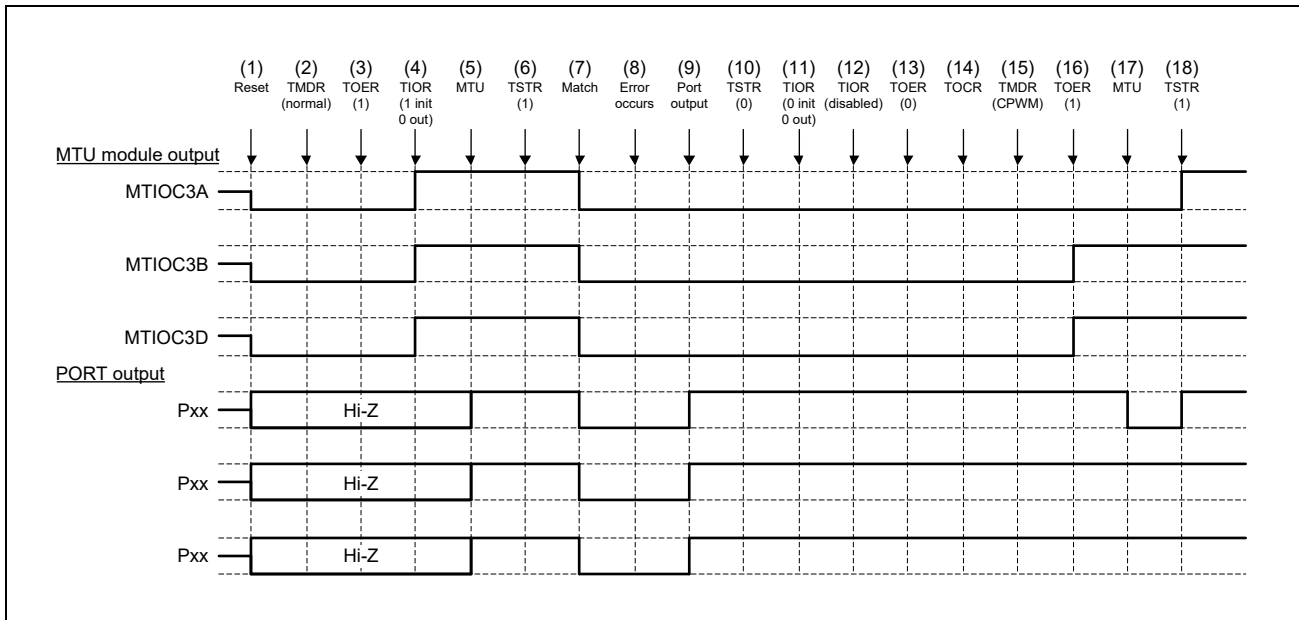 (1) (2) (3) (4) (5) (6) (7) (8) (9) (10) (11) (12) (13) (14) (15) (16) (17) (18)
Reset TMDR TOER TIOR MTU TSTR Match Error Port TSTR TIOR TIOR TOER TOCR TMDR TOER MTU TSTR
(normal) (1) (1 init (1) occurs output (0) (0 init (disabled) (0) (CPWM) (1) (1)
0 out) 0 out)
MTU module output
MTIOC3A
MTIOC3B
MTIOC3D
PORT output
Pxx Hi-Z
Pxx Hi-Z
Pxx Hi-Z